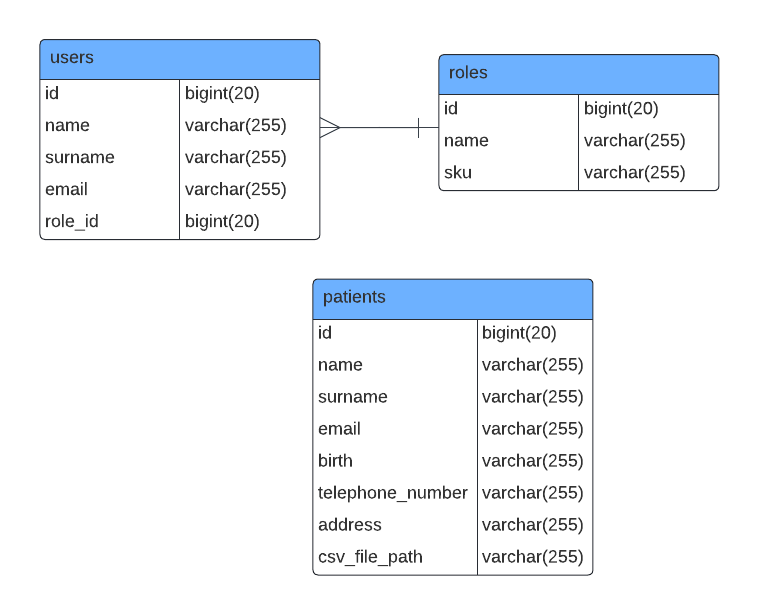 users
id bigint(20)
name varchar(255)
surname varchar(255)
email varchar(255)
role_id bigint(20)
roles
id bigint(20)
name varchar(255)
sku varchar(255)
patients
id bigint(20)
name varchar(255)
surname varchar(255)
email varchar(255)
birth varchar(255)
telephone_number varchar(255)
address varchar(255)
csv_file_path varchar(255)